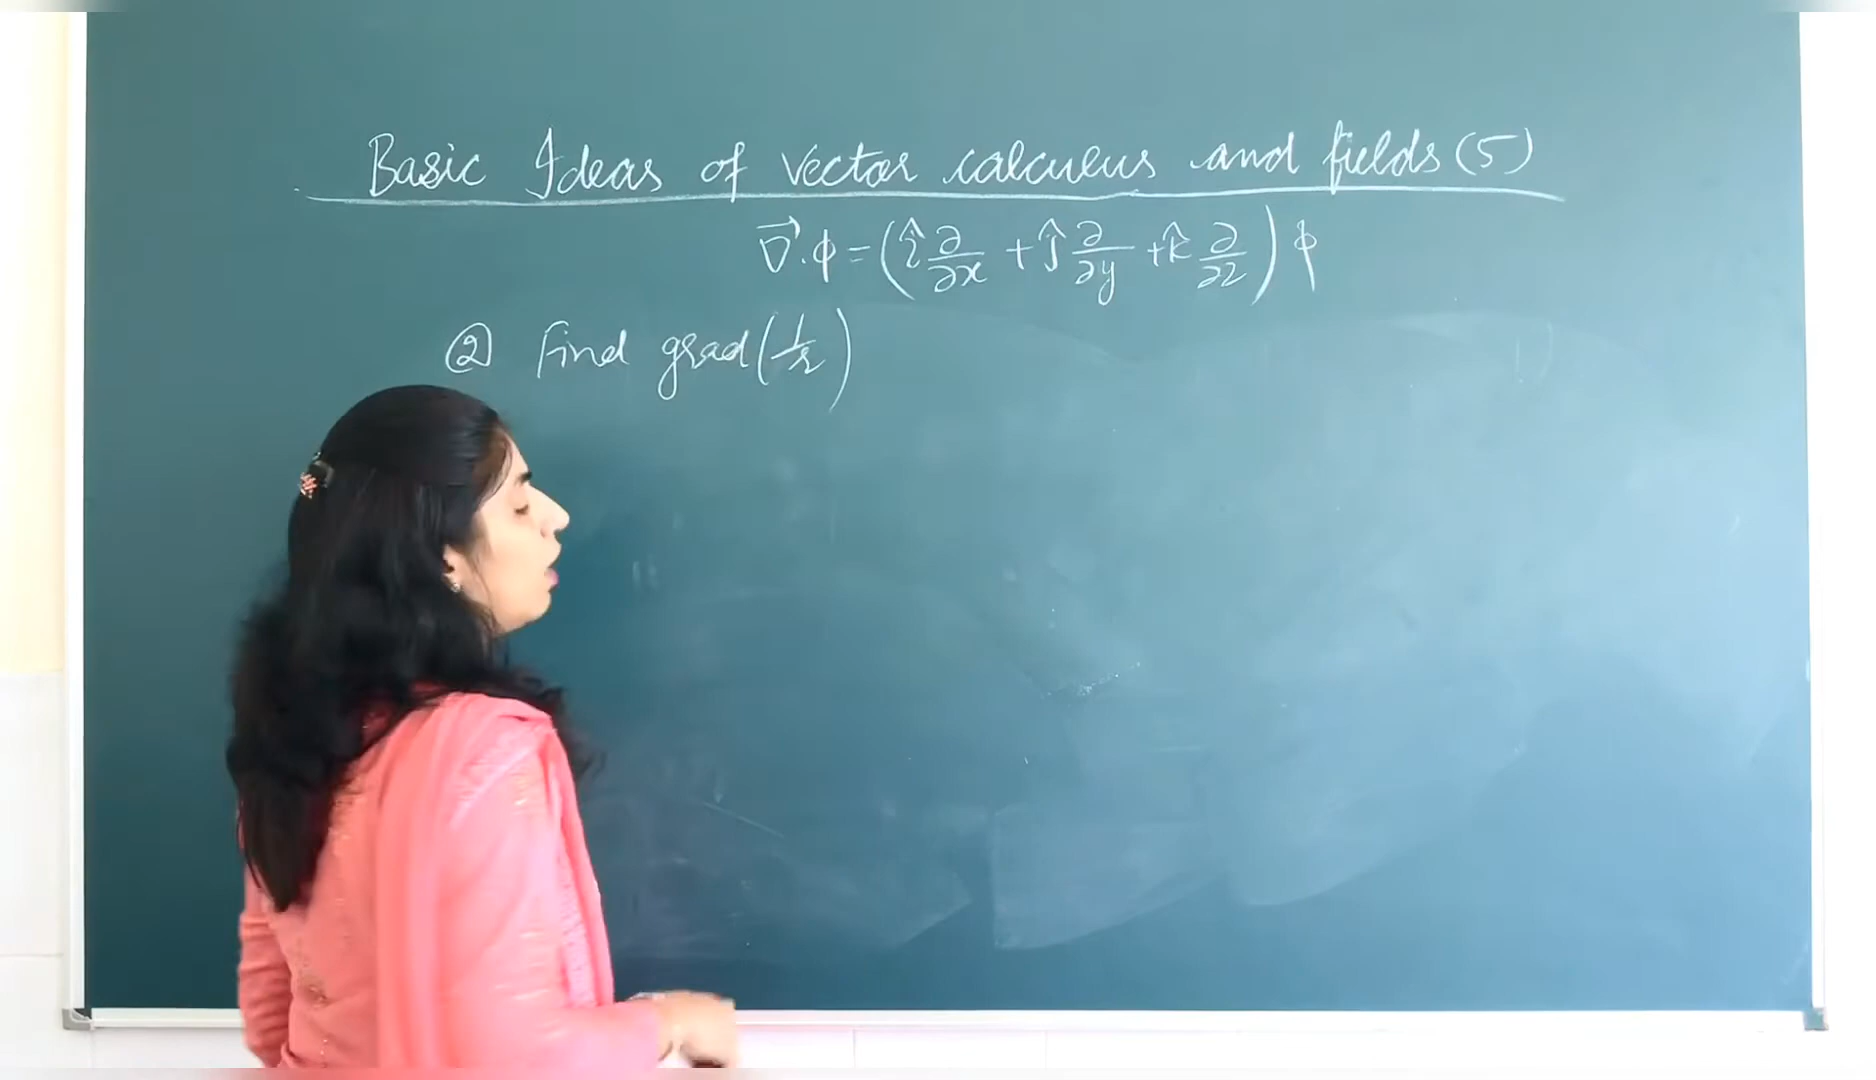 Basic Ideas of vector calculus and fields (5)
∇⃗.ϕ = (î ∂/∂x + ĵ ∂/∂y + k̂ ∂/∂z) ϕ
② Find grad (1/r)